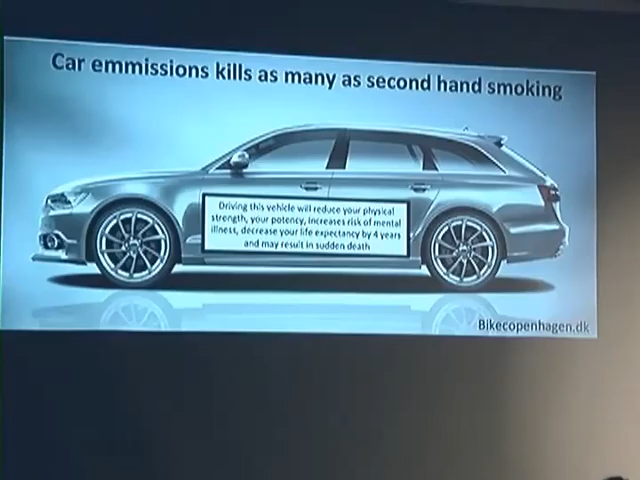 Car emmissions kills as many as second hand smoking
Driving this vehicle will reduce your physical
strength, your potency, increases risk of mental
illness, decrease your life expectancy by 4 years
and may result in sudden death
Bikecopenhagen.dk